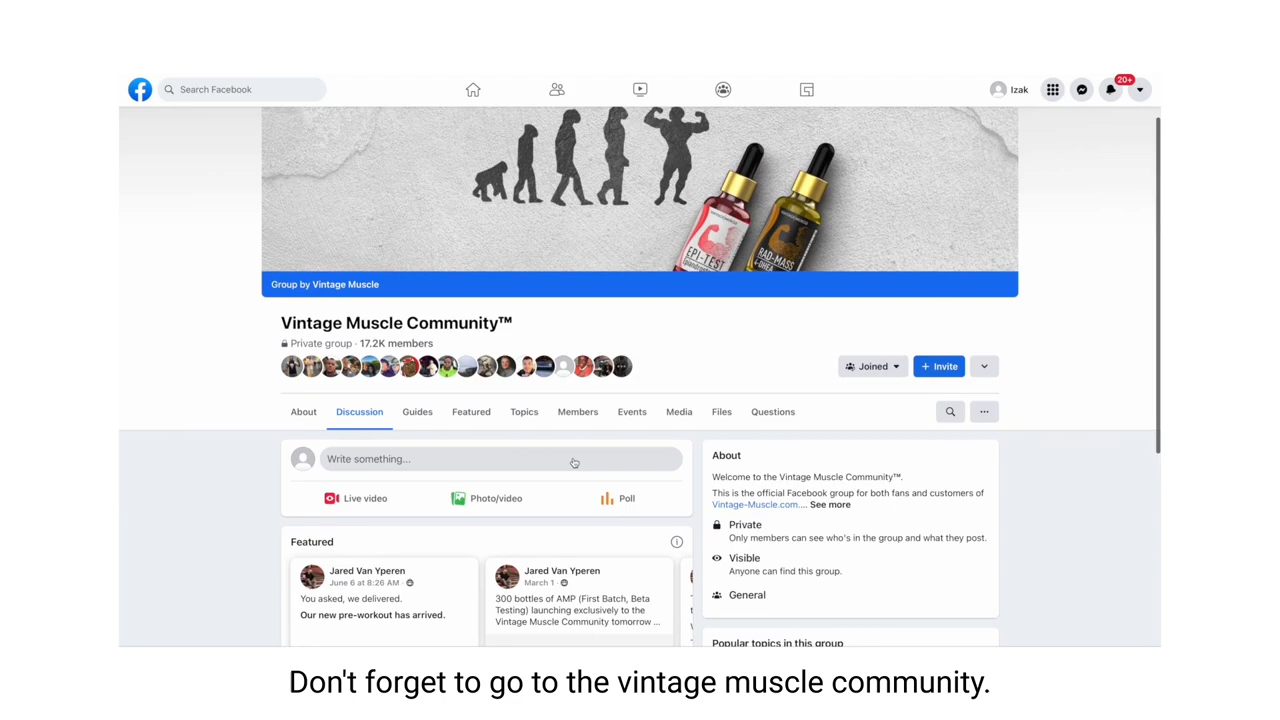 Search Facebook
Izak
20+
EPI-TEST
RAD-MASS
4-DHEA
Group by Vintage Muscle
Vintage Muscle Community™
Private group · 17.2K members
Joined
+ Invite
About Discussion Guides Featured Topics Members Events Media Files Questions
Write something...
Live video
Photo/video
Poll
Featured
Jared Van Yperen
June 6 at 8:26 AM ·
You asked, we delivered.
Our new pre-workout has arrived.
Jared Van Yperen
March 1 ·
300 bottles of AMP (First Batch, Beta
Testing) launching exclusively to the
Vintage Muscle Community tomorrow ...
About
Welcome to the Vintage Muscle Community™.
This is the official Facebook group for both fans and customers of
Vintage-Muscle.com.... See more
Private
Only members can see who's in the group and what they post.
Visible
Anyone can find this group.
General
Popular topics in this group
Don't forget to go to the vintage muscle community.